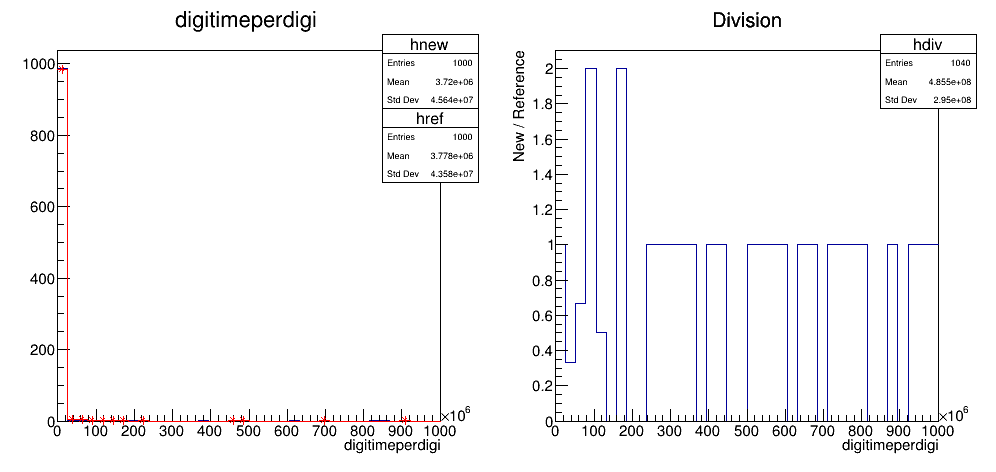 digitimeperdigi
hnew
Entries 1000
Mean 3.72e+06
Std Dev 4.564e+07
href
Entries 1000
Mean 3.778e+06
Std Dev 4.358e+07
1000
800
600
400
200
0
0 100 200 300 400 500 600 700 800 900 1000
×10⁶
digitimeperdigi
Division
hdiv
Entries 1040
Mean 4.855e+08
Std Dev 2.95e+08
New / Reference
2
1.8
1.6
1.4
1.2
1
0.8
0.6
0.4
0.2
0
0 100 200 300 400 500 600 700 800 900 1000
×10⁶
digitimeperdigi